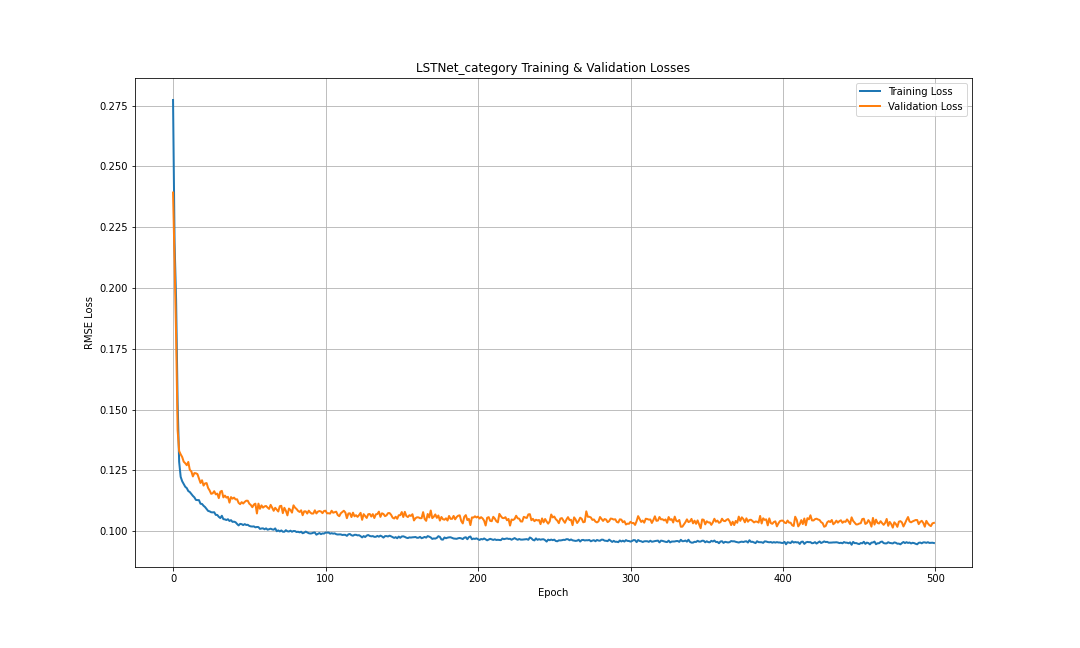 LSTNet_category Training & Validation Losses
Training Loss
Validation Loss
RMSE Loss
0.275
0.250
0.225
0.200
0.175
0.150
0.125
0.100
0 100 200 300 400 500
Epoch